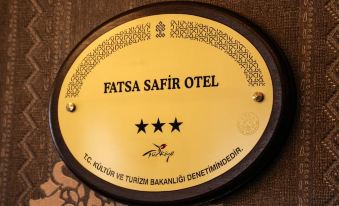 FATSA SAFİR OTEL
Türkiye
T.C. KÜLTÜR VE TURİZM BAKANLIĞI DENETİMİNDEDİR.